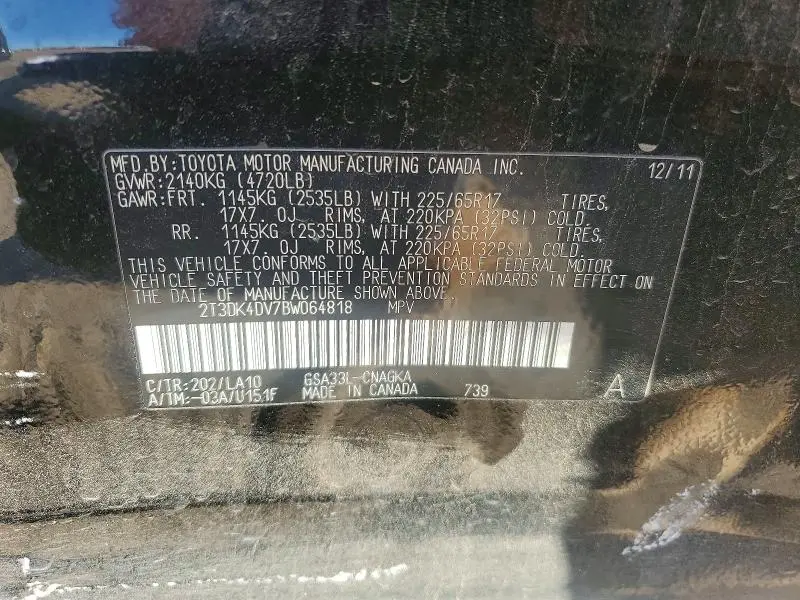 MFD.BY:TOYOTA MOTOR MANUFACTURING CANADA INC. 12/11
GVWR:2140KG (4720LB)
GAWR:FRT. 1145KG (2535LB) WITH 225/65R17 TIRES,
17X7.0J RIMS, AT 220KPA (32PSI) COLD.
RR. 1145KG (2535LB) WITH 225/65R17 TIRES,
17X7.0J RIMS, AT 220KPA (32PSI) COLD.
THIS VEHICLE CONFORMS TO ALL APPLICABLE FEDERAL MOTOR
VEHICLE SAFETY AND THEFT PREVENTION STANDARDS IN EFFECT ON
THE DATE OF MANUFACTURE SHOWN ABOVE.
2T3DK4DV7BW064818 MPV
C/TR:202/LA10 GSA33L-CNAGKA
A/TM:-03A/U151F MADE IN CANADA 739 A